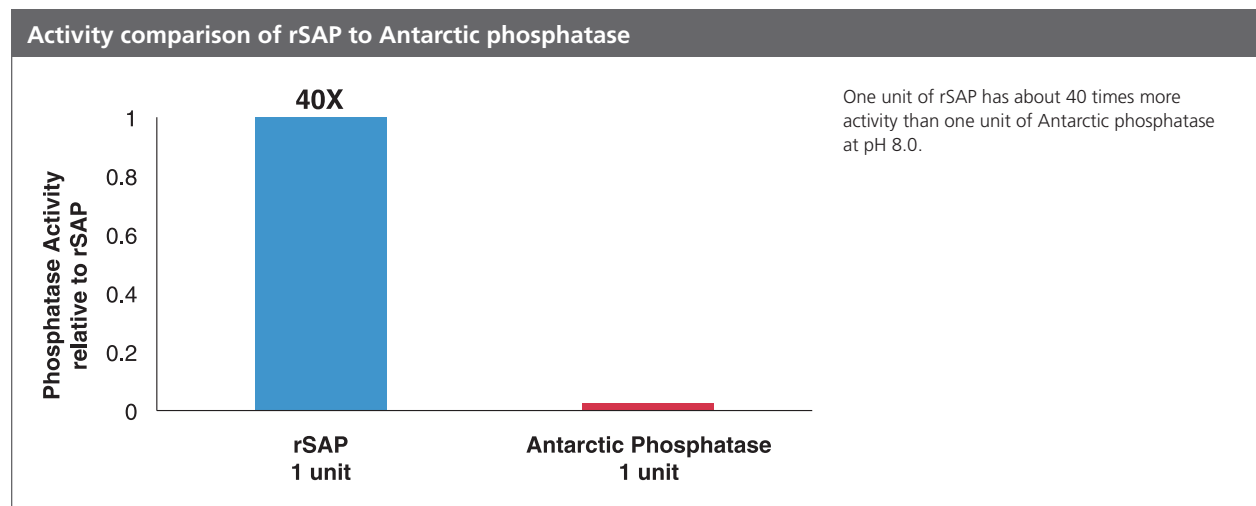 Activity comparison of rSAP to Antarctic phosphatase
40X
1
0.8
0.6
0.4
0.2
0
Phosphatase Activity
relative to rSAP
rSAP
1 unit
Antarctic Phosphatase
1 unit
One unit of rSAP has about 40 times more
activity than one unit of Antarctic phosphatase
at pH 8.0.